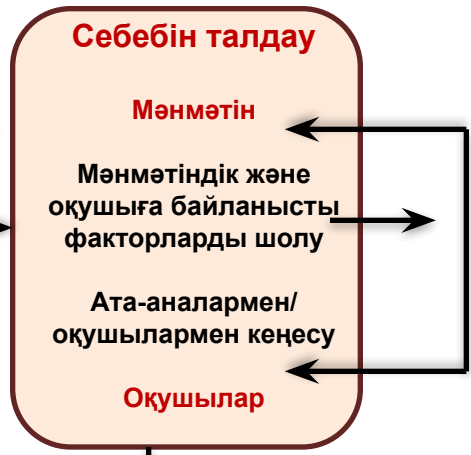 Себебін талдау
Мәнмәтін
Мәнмәтіндік және
оқушыға байланысты
факторларды шолу
Ата-аналармен/
оқушылармен кеңесу
Оқушылар